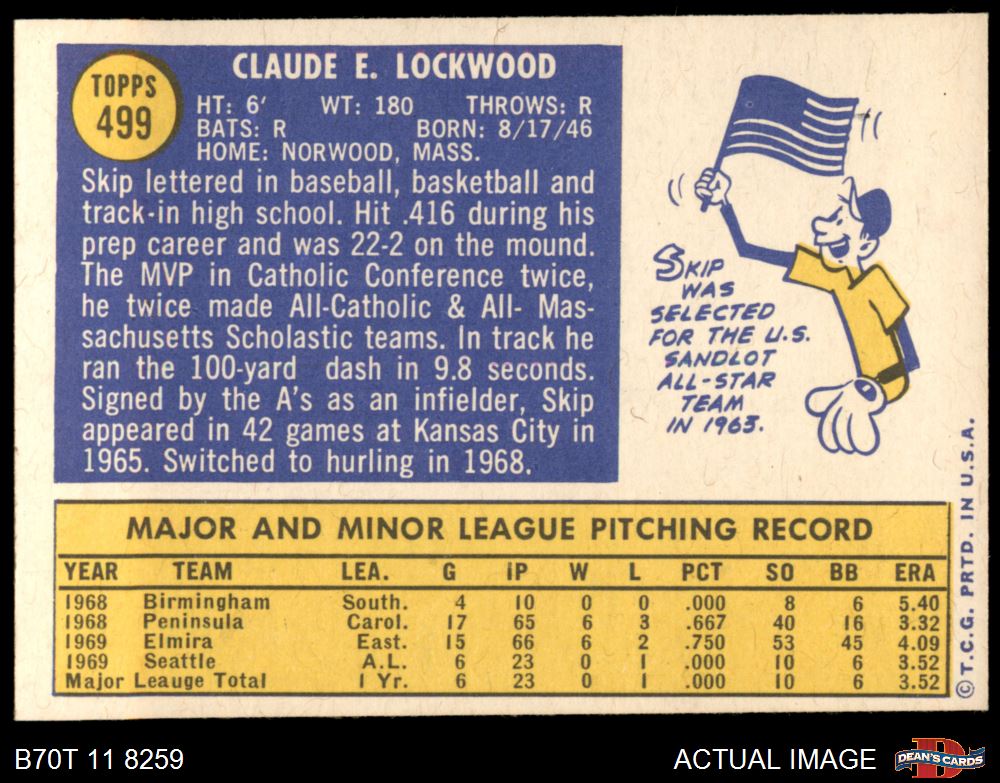 TOPPS
499
CLAUDE E. LOCKWOOD
HT: 6' WT: 180 THROWS: R
BATS: R BORN: 8/17/46
HOME: NORWOOD, MASS.
Skip lettered in baseball, basketball and
track-in high school. Hit .416 during his
prep career and was 22-2 on the mound.
The MVP in Catholic Conference twice,
he twice made All-Catholic & All- Mas-
sachusetts Scholastic teams. In track he
ran the 100-yard dash in 9.8 seconds.
Signed by the A's as an infielder, Skip
appeared in 42 games at Kansas City in
1965. Switched to hurling in 1968.
SKIP
WAS
SELECTED
FOR THE U.S.
SANDLOT
ALL-STAR
TEAM
IN 1963.
MAJOR AND MINOR LEAGUE PITCHING RECORD
YEAR TEAM LEA. G IP W L PCT SO BB ERA
1968 Birmingham South. 4 10 0 0 .000 8 6 5.40
1968 Peninsula Carol. 17 65 6 3 .667 40 16 3.32
1969 Elmira East. 15 66 6 2 .750 53 45 4.09
1969 Seattle A.L. 6 23 0 1 .000 10 6 3.52
Major Leauge Total 1 Yr. 6 23 0 1 .000 10 6 3.52
© T.C.G. PRTD. IN U.S.A.
B70T 11 8259 ACTUAL IMAGE
DEAN'S CARDS